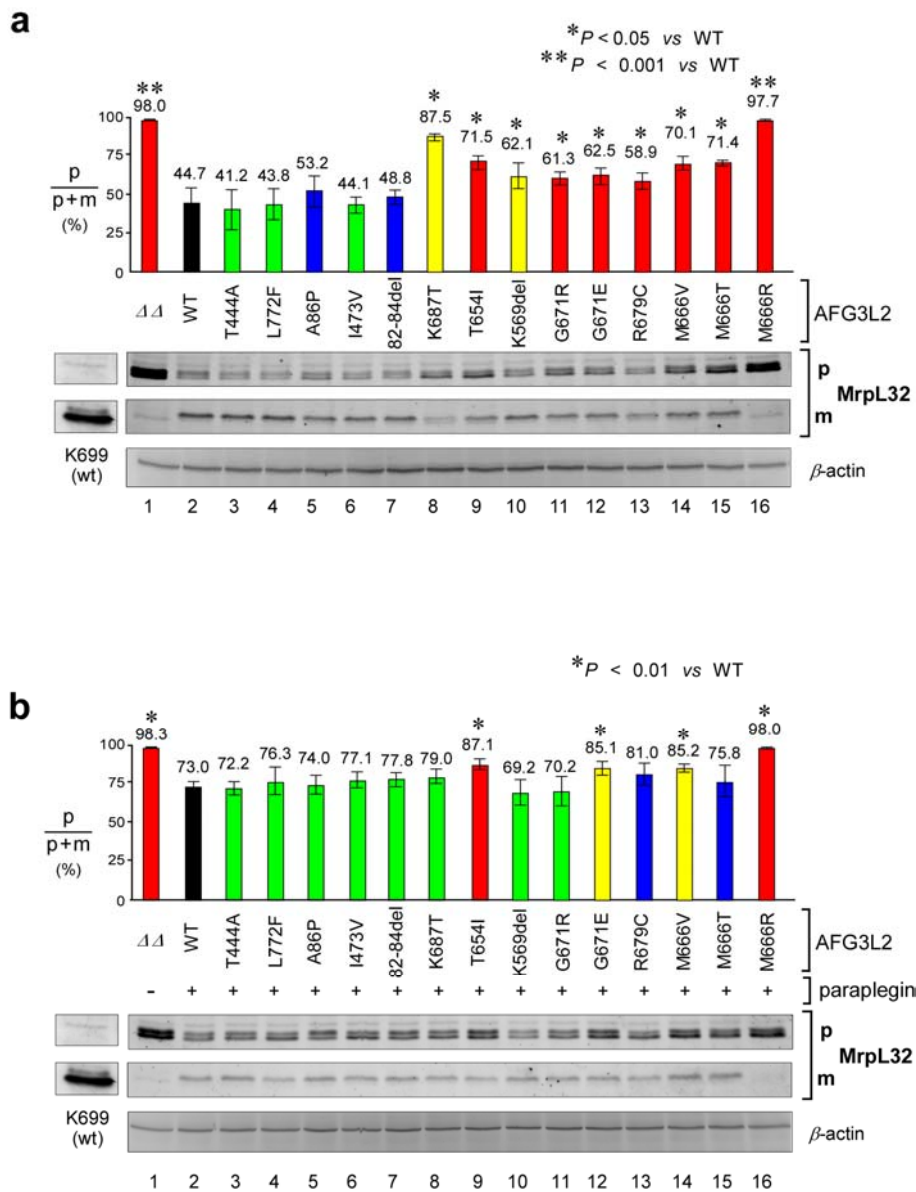 a
*P < 0.05 vs WT
**P < 0.001 vs WT
** * * * * * * * * **
98.0 44.7 41.2 43.8 53.2 44.1 48.8 87.5 71.5 62.1 61.3 62.5 58.9 70.1 71.4 97.7
p
p+m
(%)
100
75
50
25
0
ΔΔ WT T444A L772F A86P I473V 82-84del K687T T654I K569del G671R G671E R679C M666V M666T M666R AFG3L2
p
MrpL32
m
K699
(wt)
β-actin
1 2 3 4 5 6 7 8 9 10 11 12 13 14 15 16
b
*P < 0.01 vs WT
* * * * *
98.3 73.0 72.2 76.3 74.0 77.1 77.8 79.0 87.1 69.2 70.2 85.1 81.0 85.2 75.8 98.0
p
p+m
(%)
100
75
50
25
0
ΔΔ WT T444A L772F A86P I473V 82-84del K687T T654I K569del G671R G671E R679C M666V M666T M666R AFG3L2
- + + + + + + + + + + + + + + + paraplegin
p
MrpL32
m
K699
(wt)
β-actin
1 2 3 4 5 6 7 8 9 10 11 12 13 14 15 16